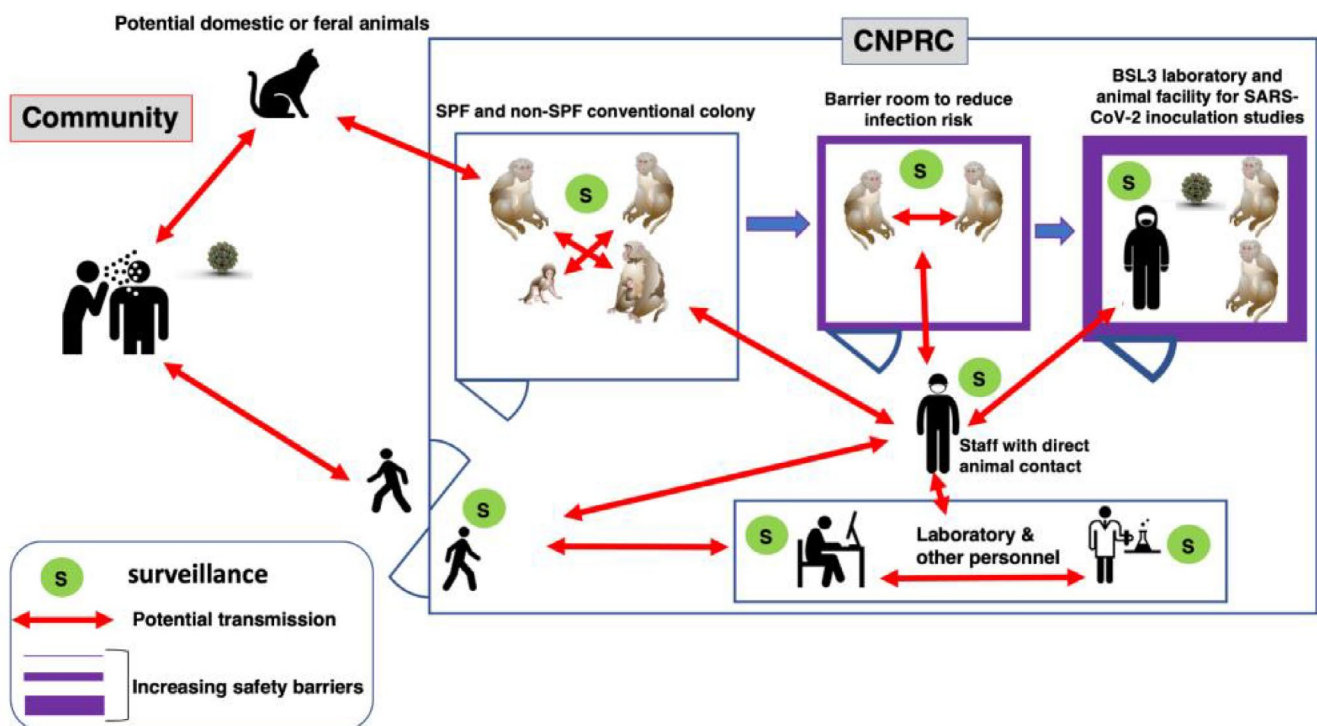 Potential domestic or feral animals
CNPRC
Community
SPF and non-SPF conventional colony
Barrier room to reduce
infection risk
BSL3 laboratory and
animal facility for SARS-
CoV-2 inoculation studies
S
S
S
S
Staff with direct
animal contact
S
S
Laboratory &
other personnel
S
S
surveillance
Potential transmission
Increasing safety barriers